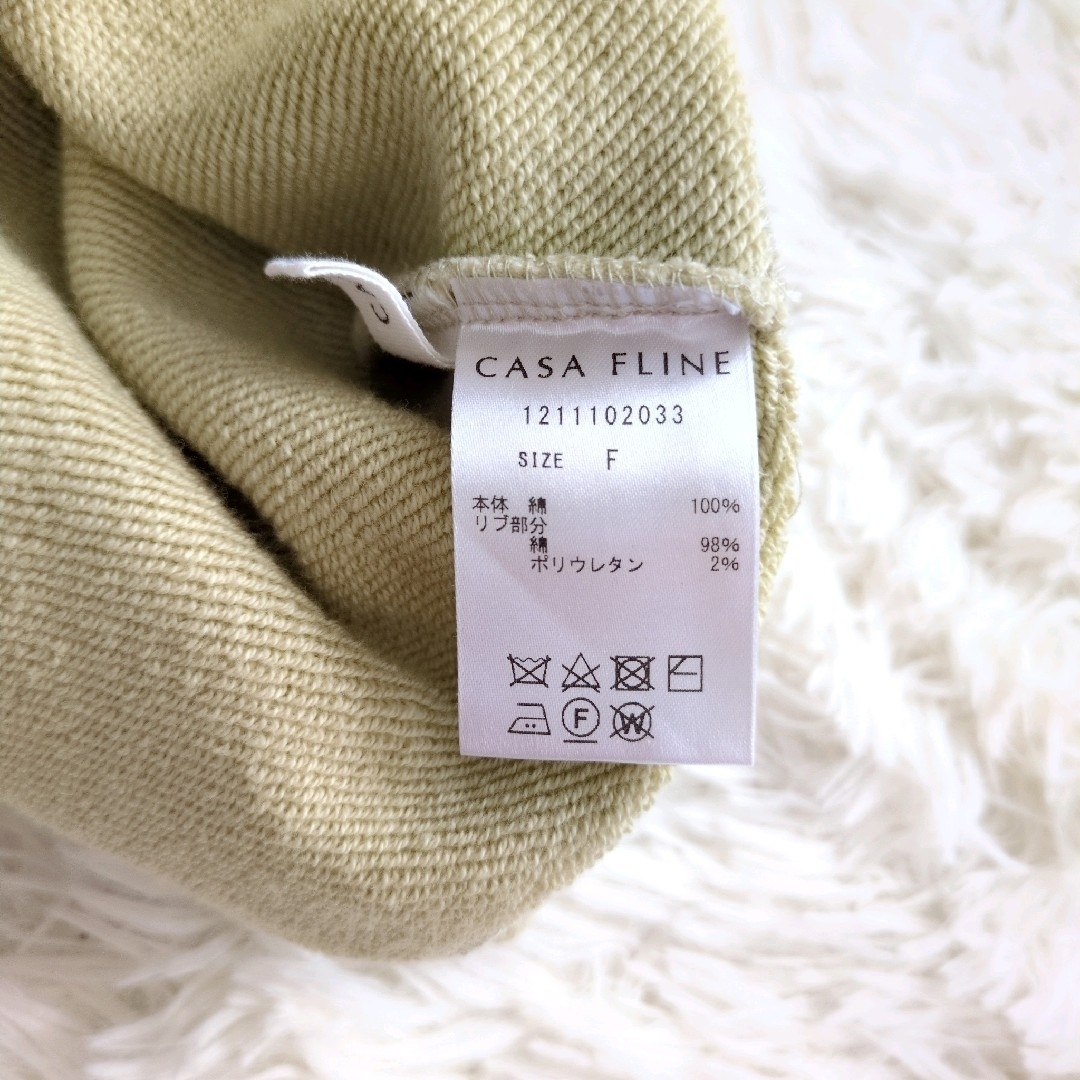 CASA FLINE
1211102033
SIZE F
本体 綿 100%
リブ部分
綿 98%
ポリウレタン 2%
F
W